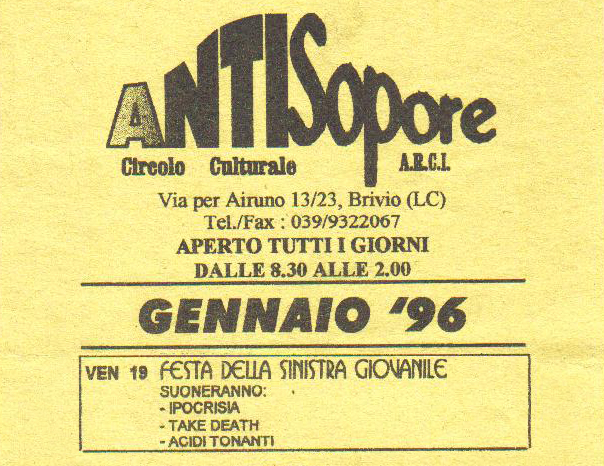 ANTISopore
Circolo Culturale A.R.C.I.
Via per Airuno 13/23, Brivio (LC)
Tel./Fax : 039/9322067
APERTO TUTTI I GIORNI
DALLE 8.30 ALLE 2.00
GENNAIO '96
VEN 19 FESTA DELLA SINISTRA GIOVANILE
SUONERANNO:
- IPOCRISIA
- TAKE DEATH
- ACIDI TONANTI